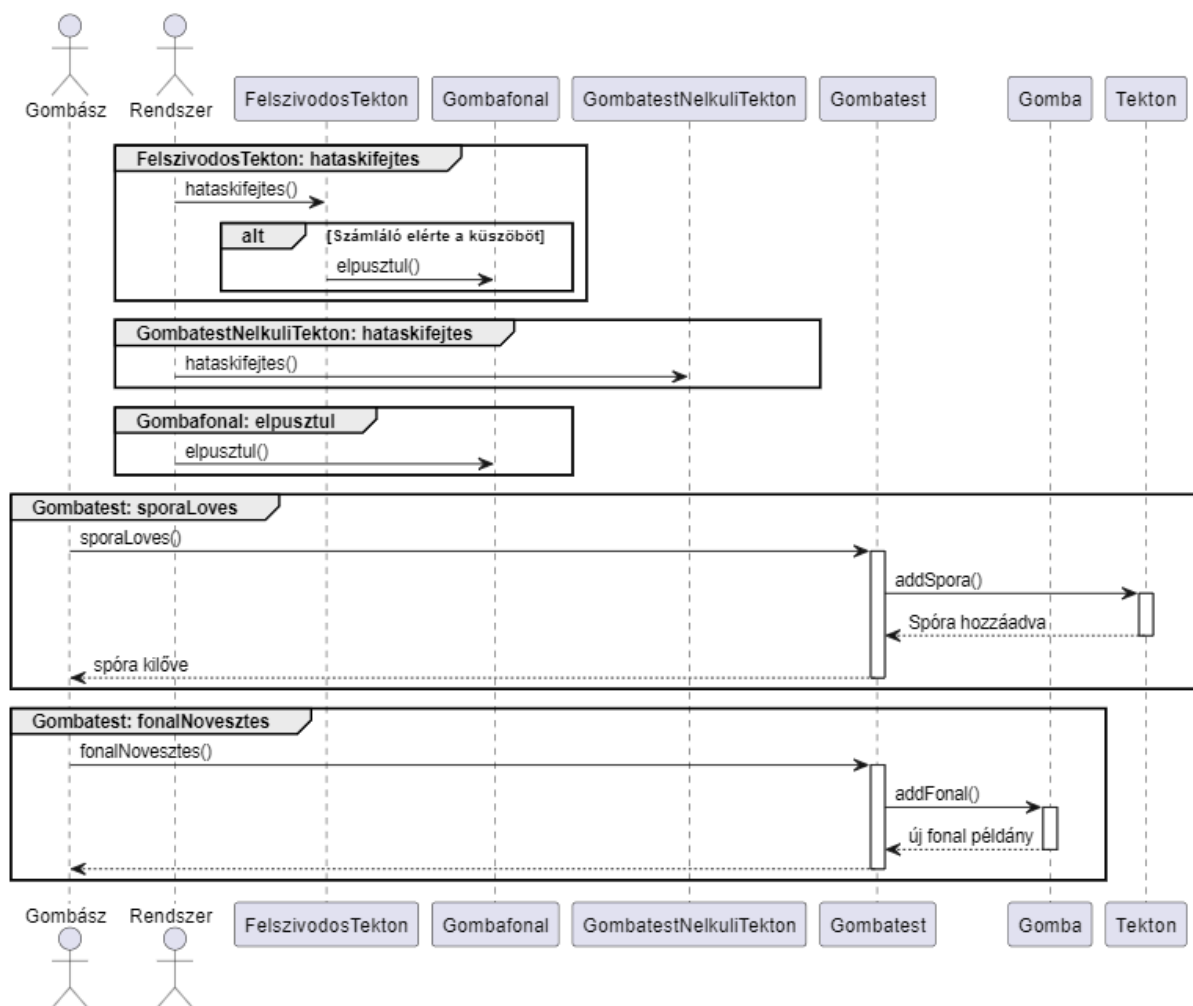 Gombász Rendszer FelszivodosTekton Gombafonal GombatestNelkuliTekton Gombatest Gomba Tekton
FelszivodosTekton: hataskifejtes
hataskifejtes()
alt [Számláló elérte a küszöböt]
elpusztul()
GombatestNelkuliTekton: hataskifejtes
hataskifejtes()
Gombafonal: elpusztul
elpusztul()
Gombatest: sporaLoves
sporaLoves()
addSpora()
Spóra hozzáadva
spóra kilőve
Gombatest: fonalNovesztes
fonalNovesztes()
addFonal()
új fonal példány
Gombász Rendszer FelszivodosTekton Gombafonal GombatestNelkuliTekton Gombatest Gomba Tekton